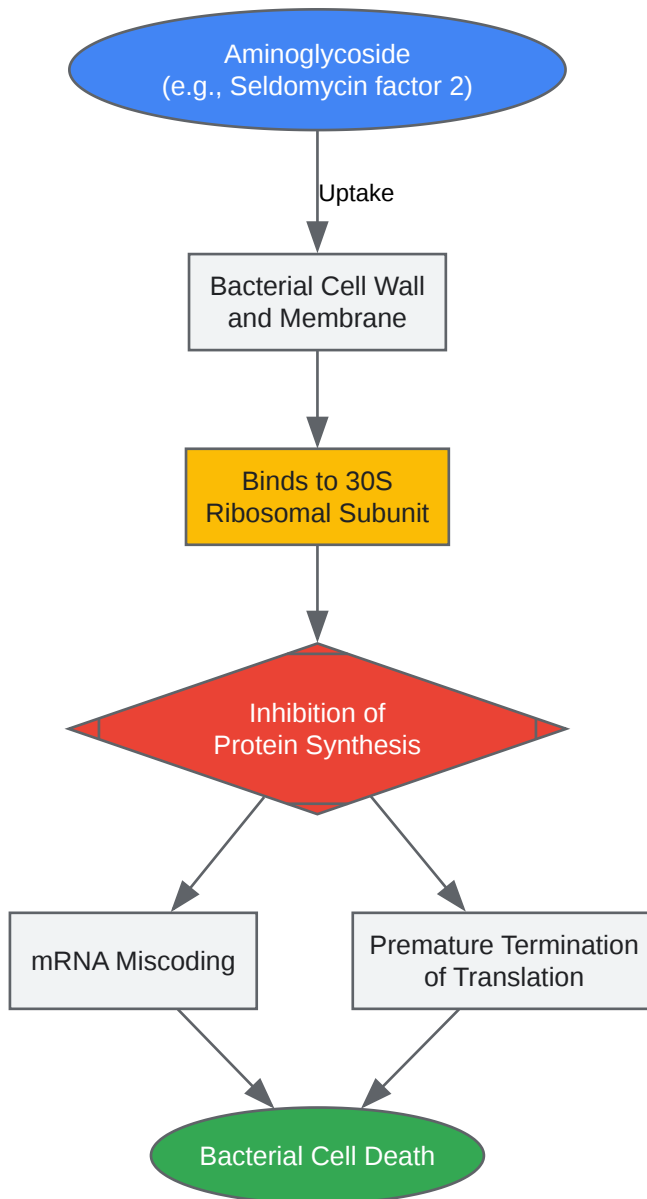 Aminoglycoside
(e.g., Seldomycin factor 2)
Uptake
Bacterial Cell Wall
and Membrane
Binds to 30S
Ribosomal Subunit
Inhibition of
Protein Synthesis
mRNA Miscoding
Premature Termination
of Translation
Bacterial Cell Death